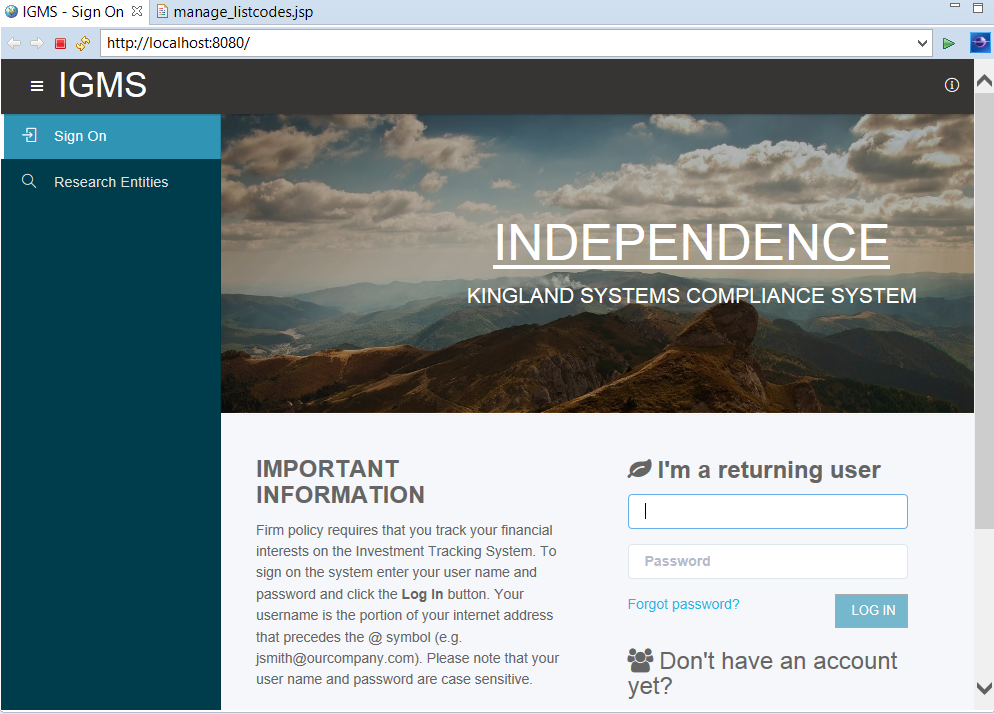 IGMS - Sign On
manage_listcodes.jsp
http://localhost:8080/
IGMS
Sign On
Research Entities
INDEPENDENCE
KINGLAND SYSTEMS COMPLIANCE SYSTEM
IMPORTANT
INFORMATION
Firm policy requires that you track your financial
interests on the Investment Tracking System. To
sign on the system enter your user name and
password and click the Log In button. Your
username is the portion of your internet address
that precedes the @ symbol (e.g.
jsmith@ourcompany.com). Please note that your
user name and password are case sensitive.
I'm a returning user
Password
Forgot password?
LOG IN
Don't have an account
yet?